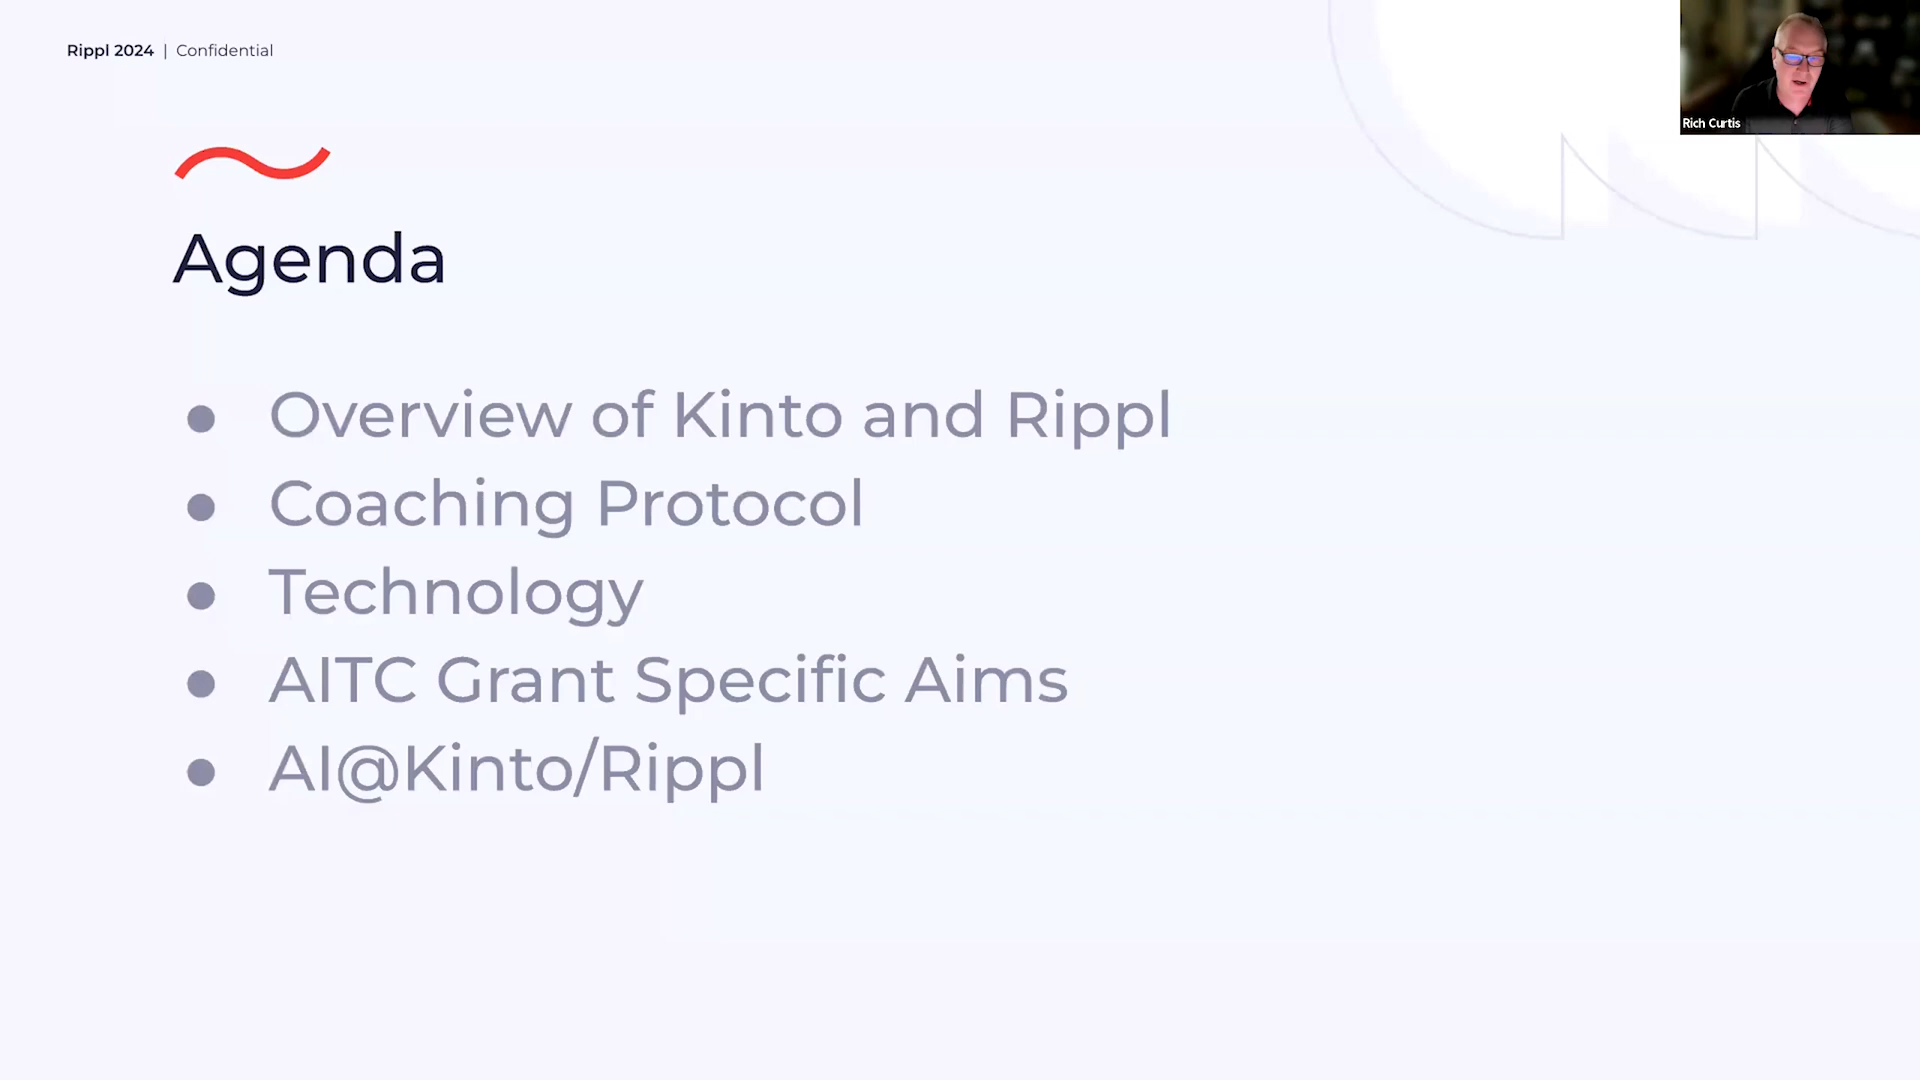 Rippl 2024 | Confidential
Rich Curtis
Agenda
● Overview of Kinto and Rippl
● Coaching Protocol
● Technology
● AITC Grant Specific Aims
● AI@Kinto/Rippl